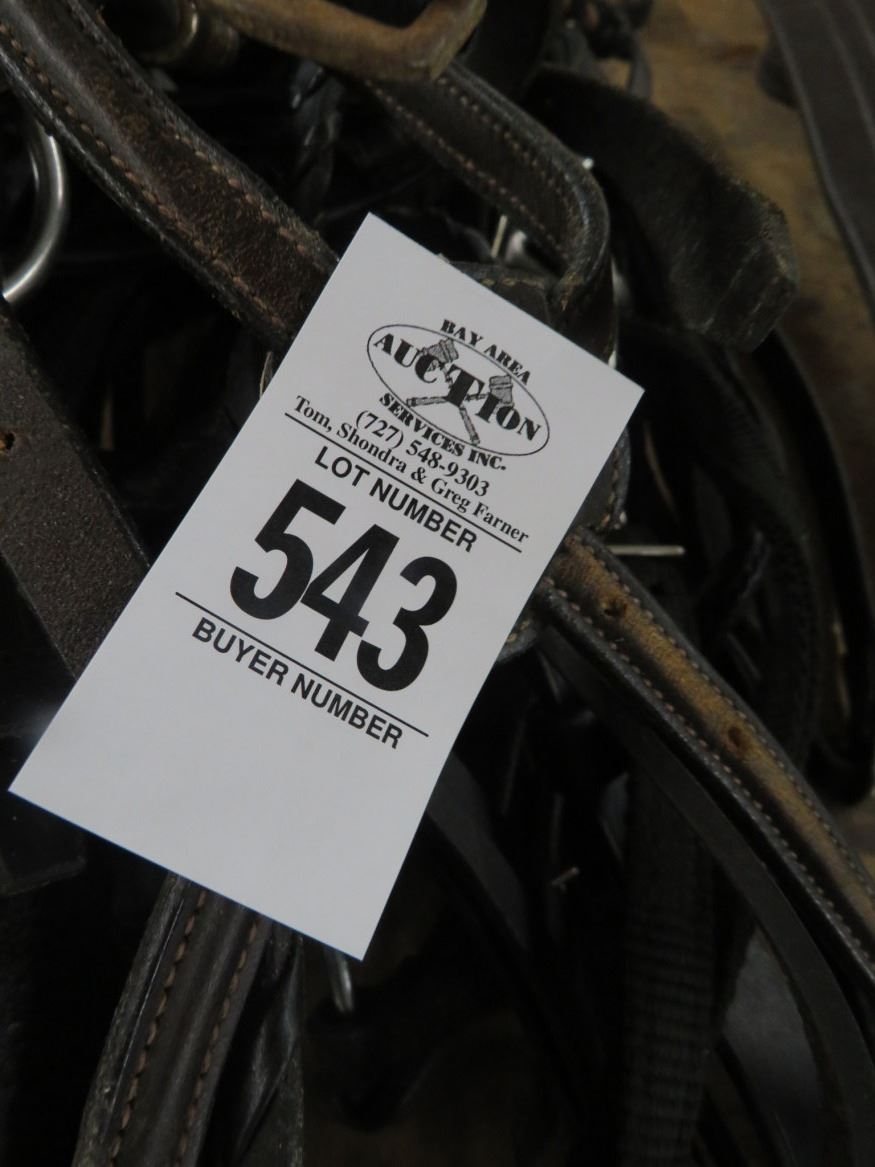 BAY AREA
AUCTION
SERVICES INC.
(727) 548-9303
Tom, Shondra & Greg Farner
LOT NUMBER
543
BUYER NUMBER